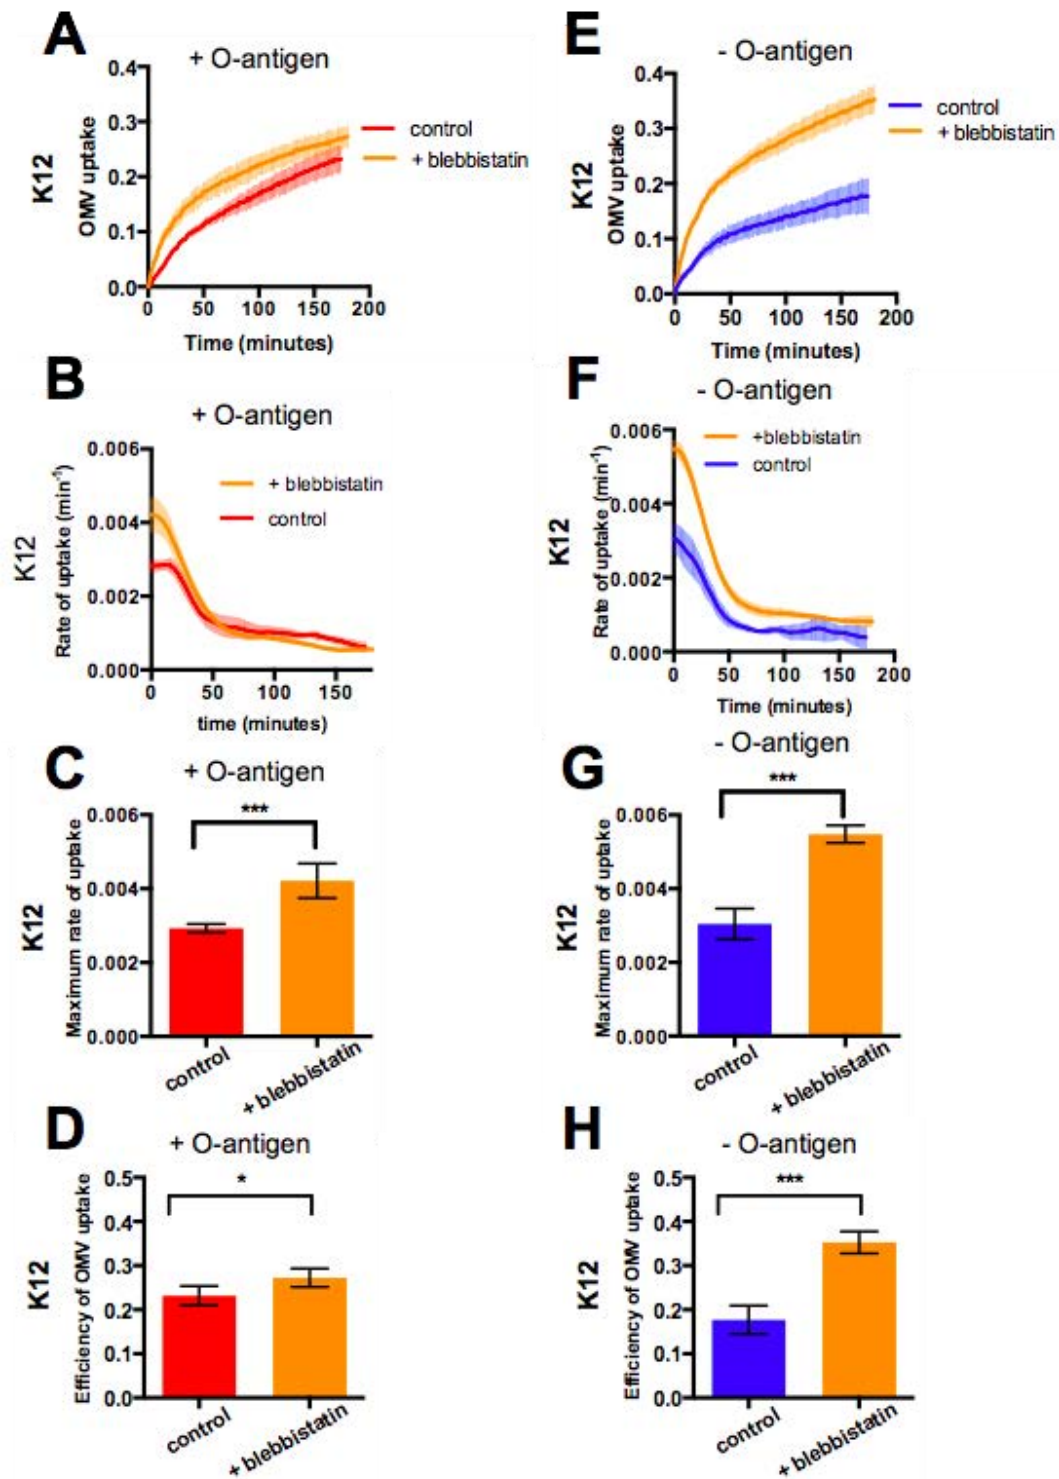 A
+ O-antigen
0.4
0.3
0.2
0.1
0.0
K12
OMV uptake
control
+ blebbistatin
0 50 100 150 200
Time (minutes)
E
- O-antigen
0.4
0.3
0.2
0.1
0.0
K12
OMV uptake
control
+ blebbistatin
0 50 100 150 200
Time (minutes)
B
+ O-antigen
0.006
0.004
0.002
0.000
K12
Rate of uptake (min⁻¹)
+ blebbistatin
control
0 50 100 150
time (minutes)
F
- O-antigen
0.006
0.004
0.002
0.000
K12
Rate of uptake (min⁻¹)
+blebbistatin
control
0 50 100 150 200
Time (minutes)
C
+ O-antigen
***
0.006
0.004
0.002
0.000
K12
Maximum rate of uptake
control
+ blebbistatin
G
- O-antigen
***
0.006
0.004
0.002
0.000
K12
Maximum rate of uptake
control
+ blebbistatin
D
+ O-antigen
*
0.5
0.4
0.3
0.2
0.1
0.0
K12
Efficiency of OMV uptake
control
+ blebbistatin
H
- O-antigen
***
0.5
0.4
0.3
0.2
0.1
0.0
K12
Efficiency of OMV uptake
control
+ blebbistatin